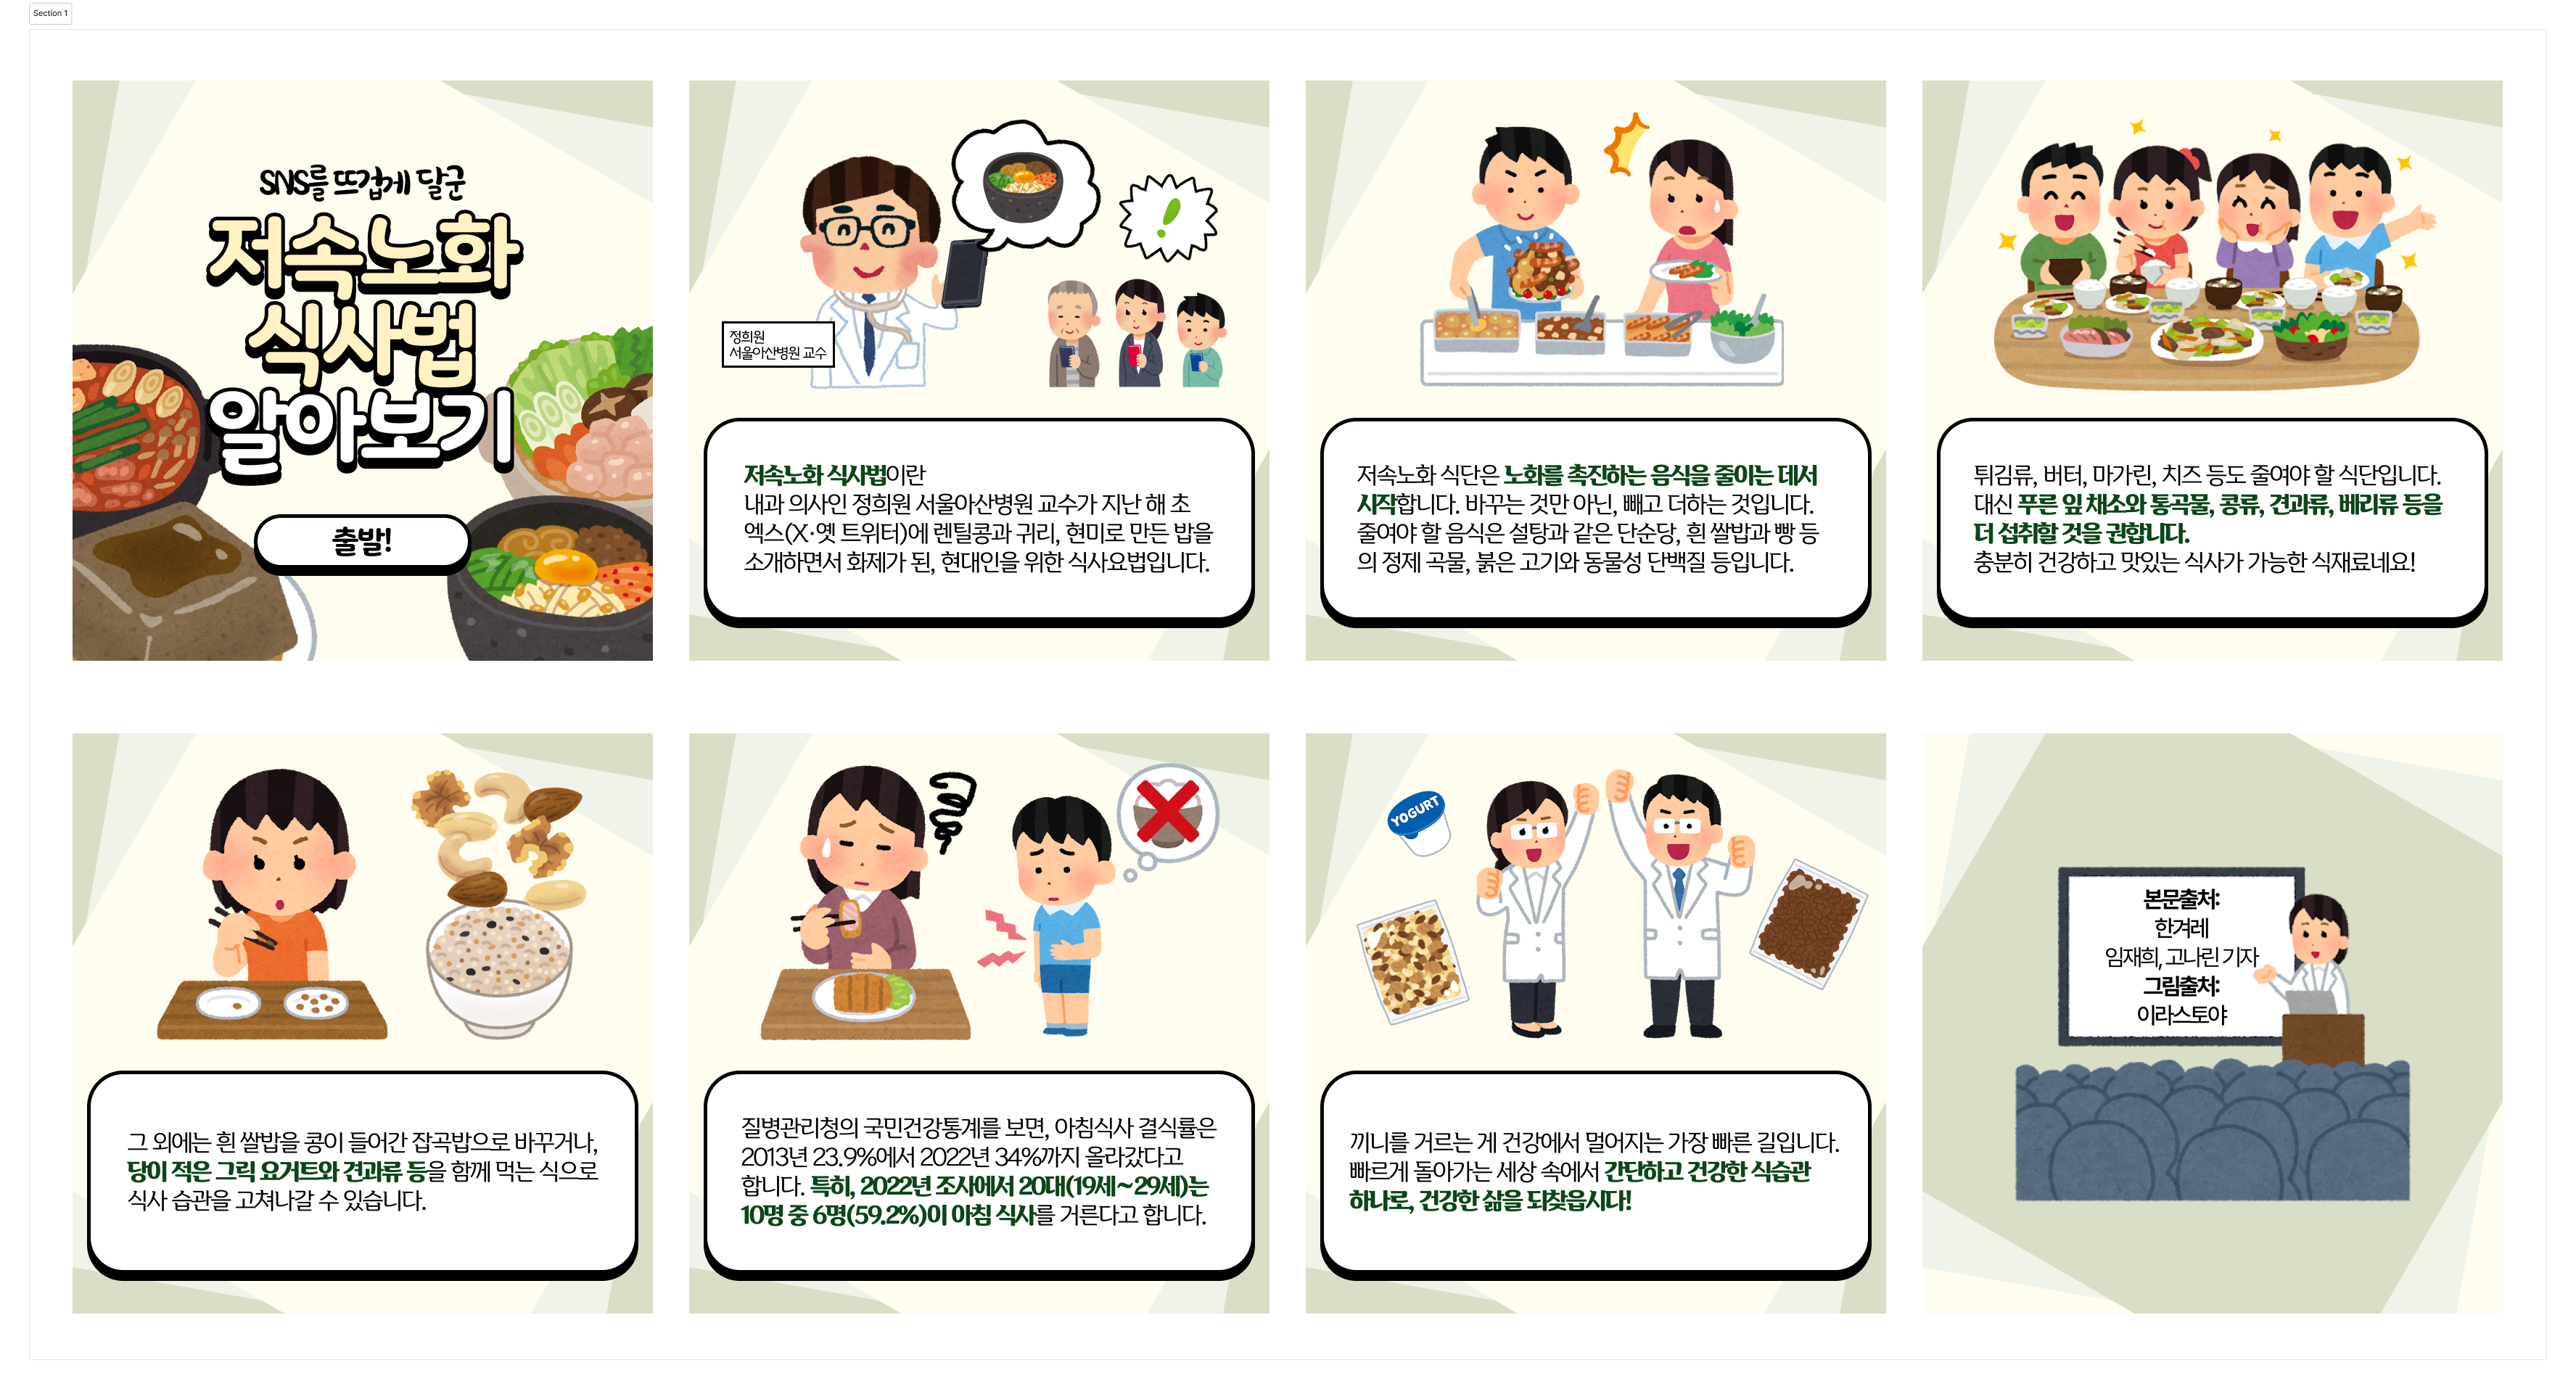 Section 1
SNS를 뜨겁게 달군
저속노화
식사법
알아보기
출발!
정희원
서울아산병원 교수
저속노화 식사법이란
내과 의사인 정희원 서울아산병원 교수가 지난 해 초
엑스(X·옛 트위터)에 렌틸콩과 귀리, 현미로 만든 밥을
소개하면서 화제가 된, 현대인을 위한 식사요법입니다.
저속노화 식단은 노화를 촉진하는 음식을 줄이는 데서
시작합니다. 바꾸는 것만 아닌, 빼고 더하는 것입니다.
줄여야 할 음식은 설탕과 같은 단순당, 흰 쌀밥과 빵 등
의 정제 곡물, 붉은 고기와 동물성 단백질 등입니다.
튀김류, 버터, 마가린, 치즈 등도 줄여야 할 식단입니다.
대신 푸른 잎 채소와 통곡물, 콩류, 견과류, 베리류 등을
더 섭취할 것을 권합니다.
충분히 건강하고 맛있는 식사가 가능한 식재료네요!
그 외에는 흰 쌀밥을 콩이 들어간 잡곡밥으로 바꾸거나,
당이 적은 그릭 요거트와 견과류 등을 함께 먹는 식으로
식사 습관을 고쳐나갈 수 있습니다.
질병관리청의 국민건강통계를 보면, 아침식사 결식률은
2013년 23.9%에서 2022년 34%까지 올라갔다고
합니다. 특히, 2022년 조사에서 20대(19세~29세)는
10명 중 6명(59.2%)이 아침 식사를 거른다고 합니다.
YOGURT
끼니를 거르는 게 건강에서 멀어지는 가장 빠른 길입니다.
빠르게 돌아가는 세상 속에서 간단하고 건강한 식습관
하나로, 건강한 삶을 되찾읍시다!
본문출처:
한겨레
임재희, 고나린 기자
그림출처:
이라스토야